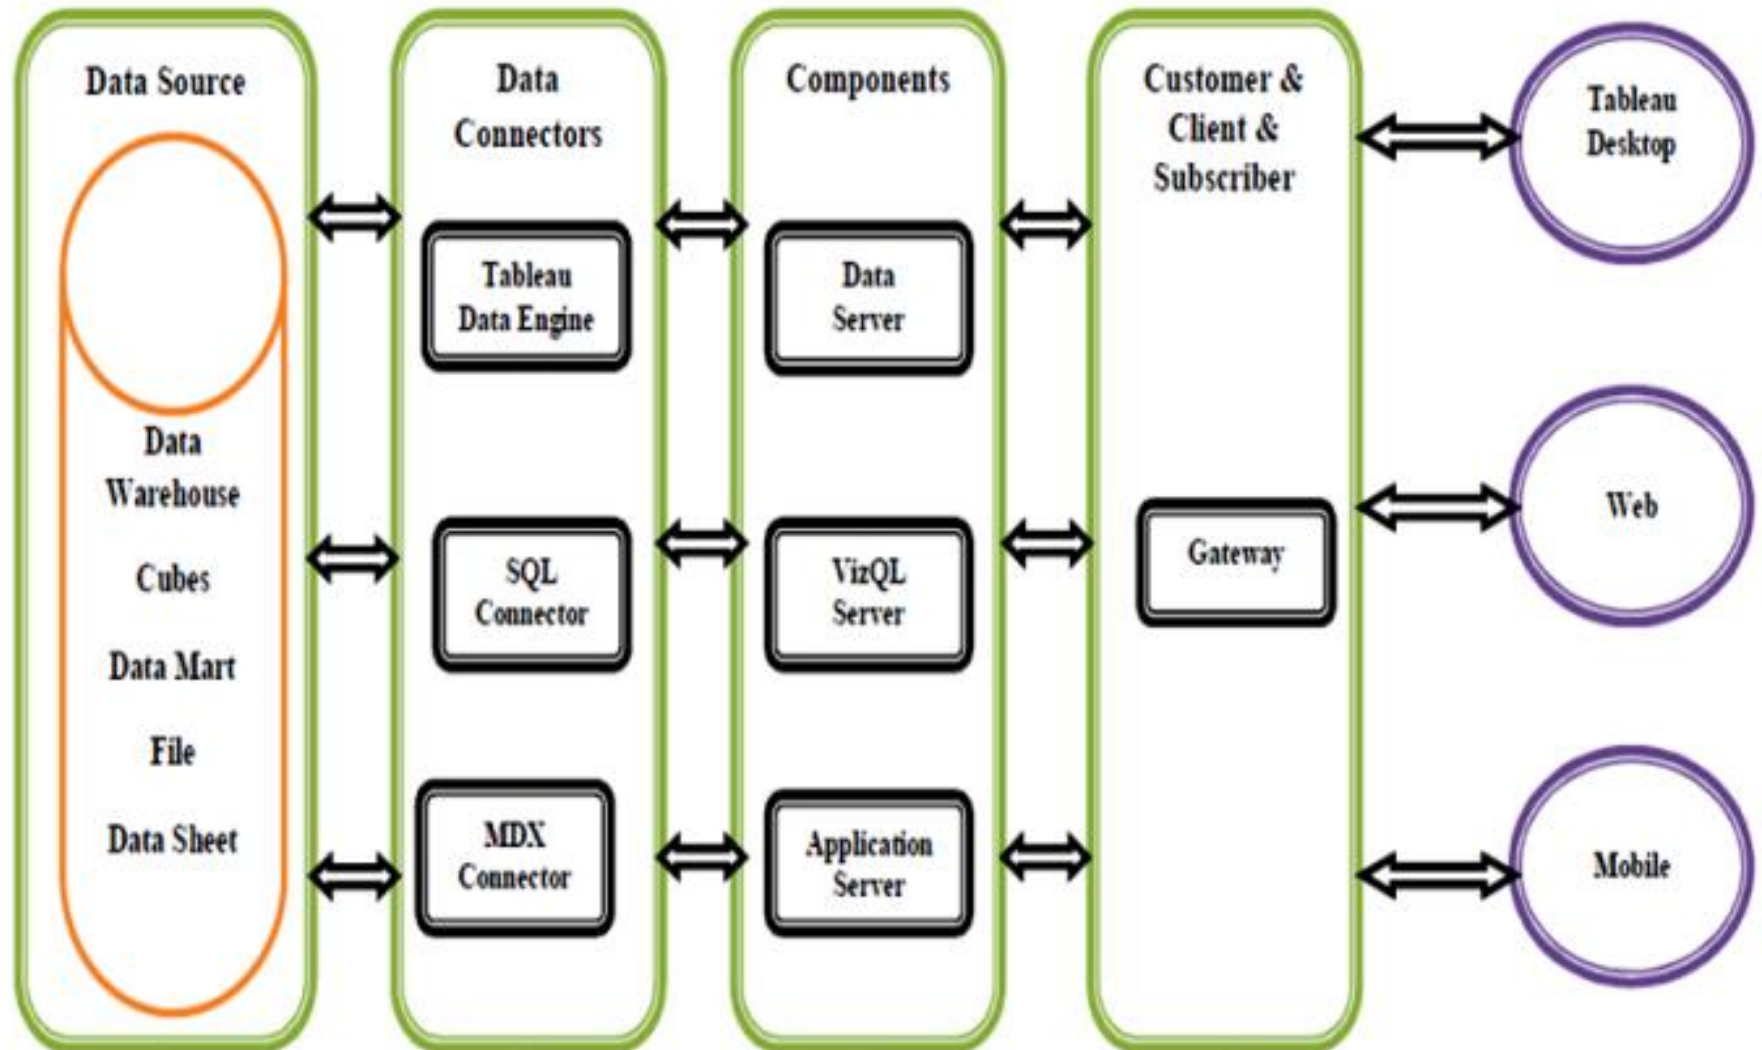 Data Source
Data
Warehouse
Cubes
Data Mart
File
Data Sheet
Data
Connectors
Tableau
Data Engine
SQL
Connector
MDX
Connector
Components
Data
Server
VizQL
Server
Application
Server
Customer &
Client &
Subscriber
Gateway
Tableau
Desktop
Web
Mobile